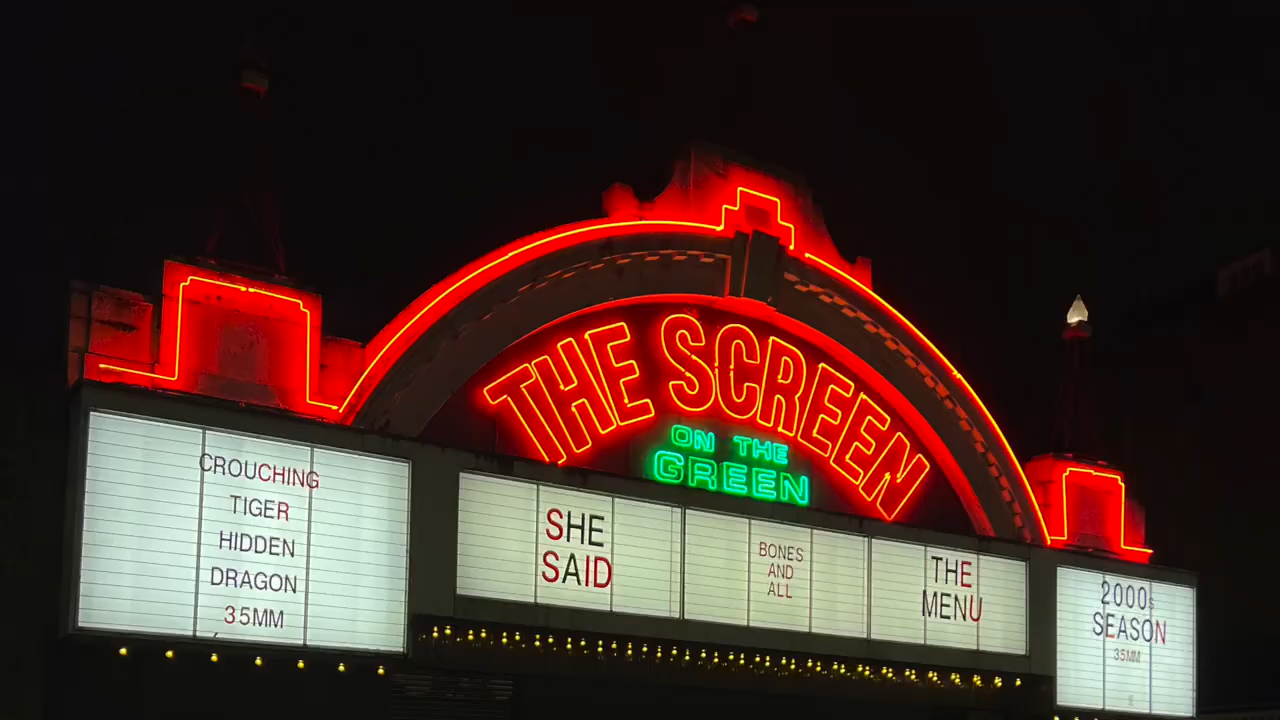 THE SCREEN
ON THE
GREEN
CROUCHING
TIGER
HIDDEN
DRAGON
35MM
SHE
SAID
BONES
AND
ALL
THE
MENU
2000s
SEASON
35MM